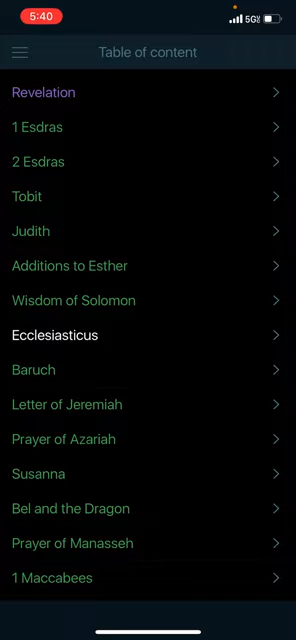 5:40
5G
Table of content
Revelation
1 Esdras
2 Esdras
Tobit
Judith
Additions to Esther
Wisdom of Solomon
Ecclesiasticus
Baruch
Letter of Jeremiah
Prayer of Azariah
Susanna
Bel and the Dragon
Prayer of Manasseh
1 Maccabees